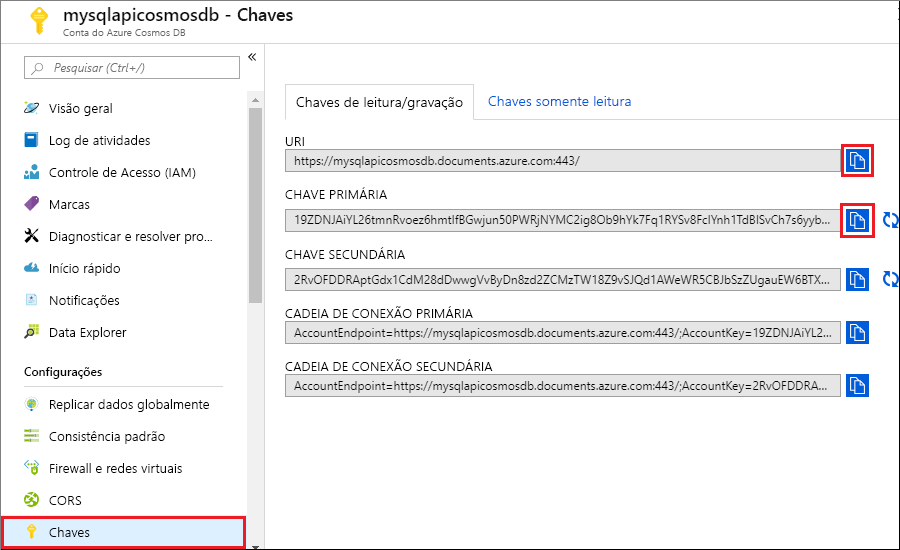 mysqlapicosmosdb - Chaves
Conta do Azure Cosmos DB
Pesquisar (Ctrl+/)
«
Visão geral
Log de atividades
Controle de Acesso (IAM)
Marcas
Diagnosticar e resolver pro...
Início rápido
Notificações
Data Explorer
Configurações
Replicar dados globalmente
Consistência padrão
Firewall e redes virtuais
CORS
Chaves
Chaves de leitura/gravação
Chaves somente leitura
URI
https://mysqlapicosmosdb.documents.azure.com:443/
CHAVE PRIMÁRIA
19ZDNJAiYL26tmnRvoez6hmtIfBGwjun50PWRjNYMC2ig8Ob9hYk7Fq1RYSv8FcIYnh1TdBISvCh7s6yyb...
CHAVE SECUNDÁRIA
2RvOFDDRAptGdx1CdM28dDwwgVvByDn8zd2ZCMzTW18Z9vSJQd1AWeWR5CBJbSzZUgauEW6BTX...
CADEIA DE CONEXÃO PRIMÁRIA
AccountEndpoint=https://mysqlapicosmosdb.documents.azure.com:443/;AccountKey=19ZDNJAiYL2...
CADEIA DE CONEXÃO SECUNDÁRIA
AccountEndpoint=https://mysqlapicosmosdb.documents.azure.com:443/;AccountKey=2RvOFDDRA...